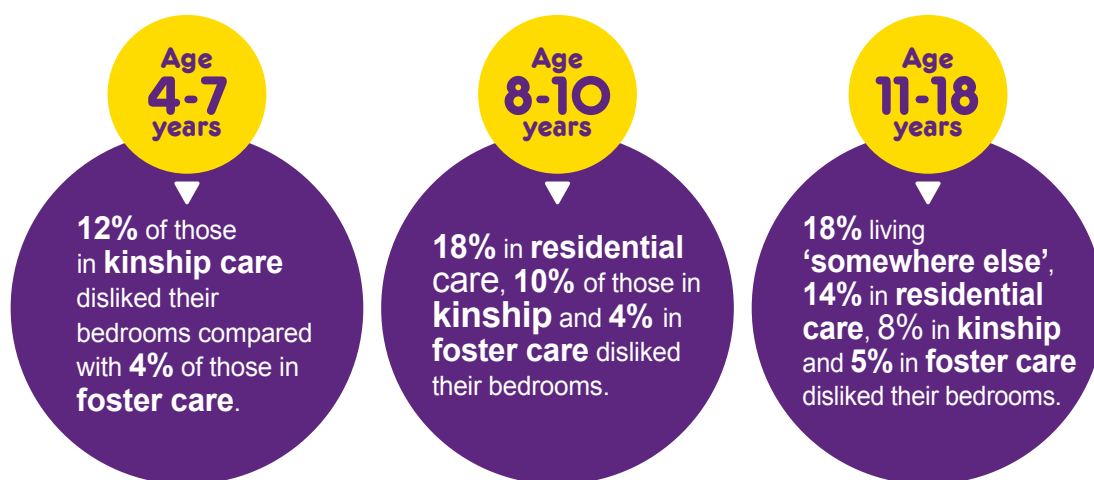 Age
4-7
years
12% of those
in kinship care
disliked their
bedrooms compared
with 4% of those in
foster care.
Age
8-10
years
18% in residential
care, 10% of those in
kinship and 4% in
foster care disliked
their bedrooms.
Age
11-18
years
18% living
‘somewhere else’,
14% in residential
care, 8% in kinship
and 5% in foster care
disliked their bedrooms.